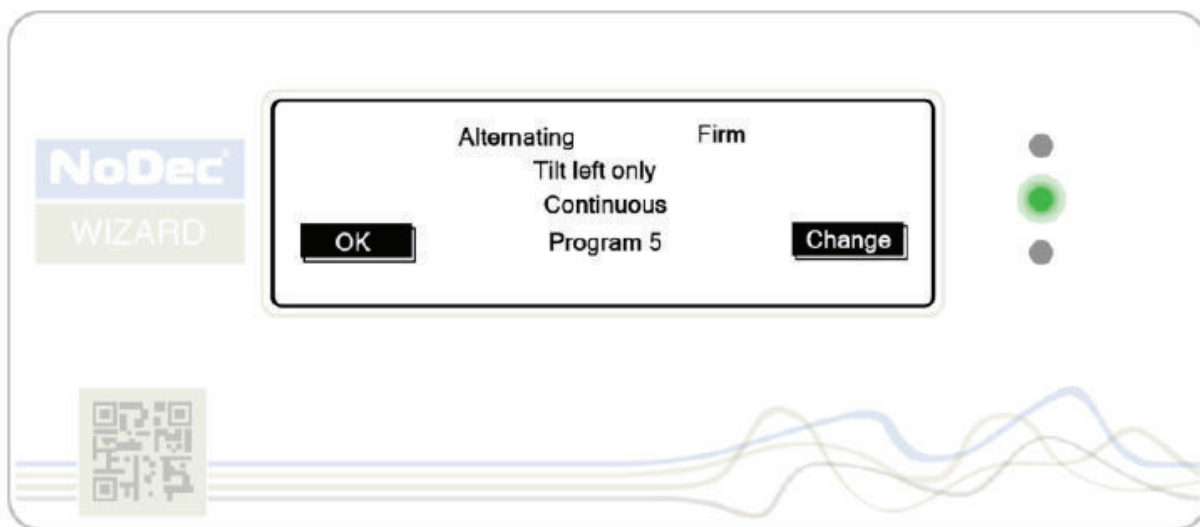 NoDec®
WIZARD
Alternating Firm
Tilt left only
Continuous
OK Program 5 Change